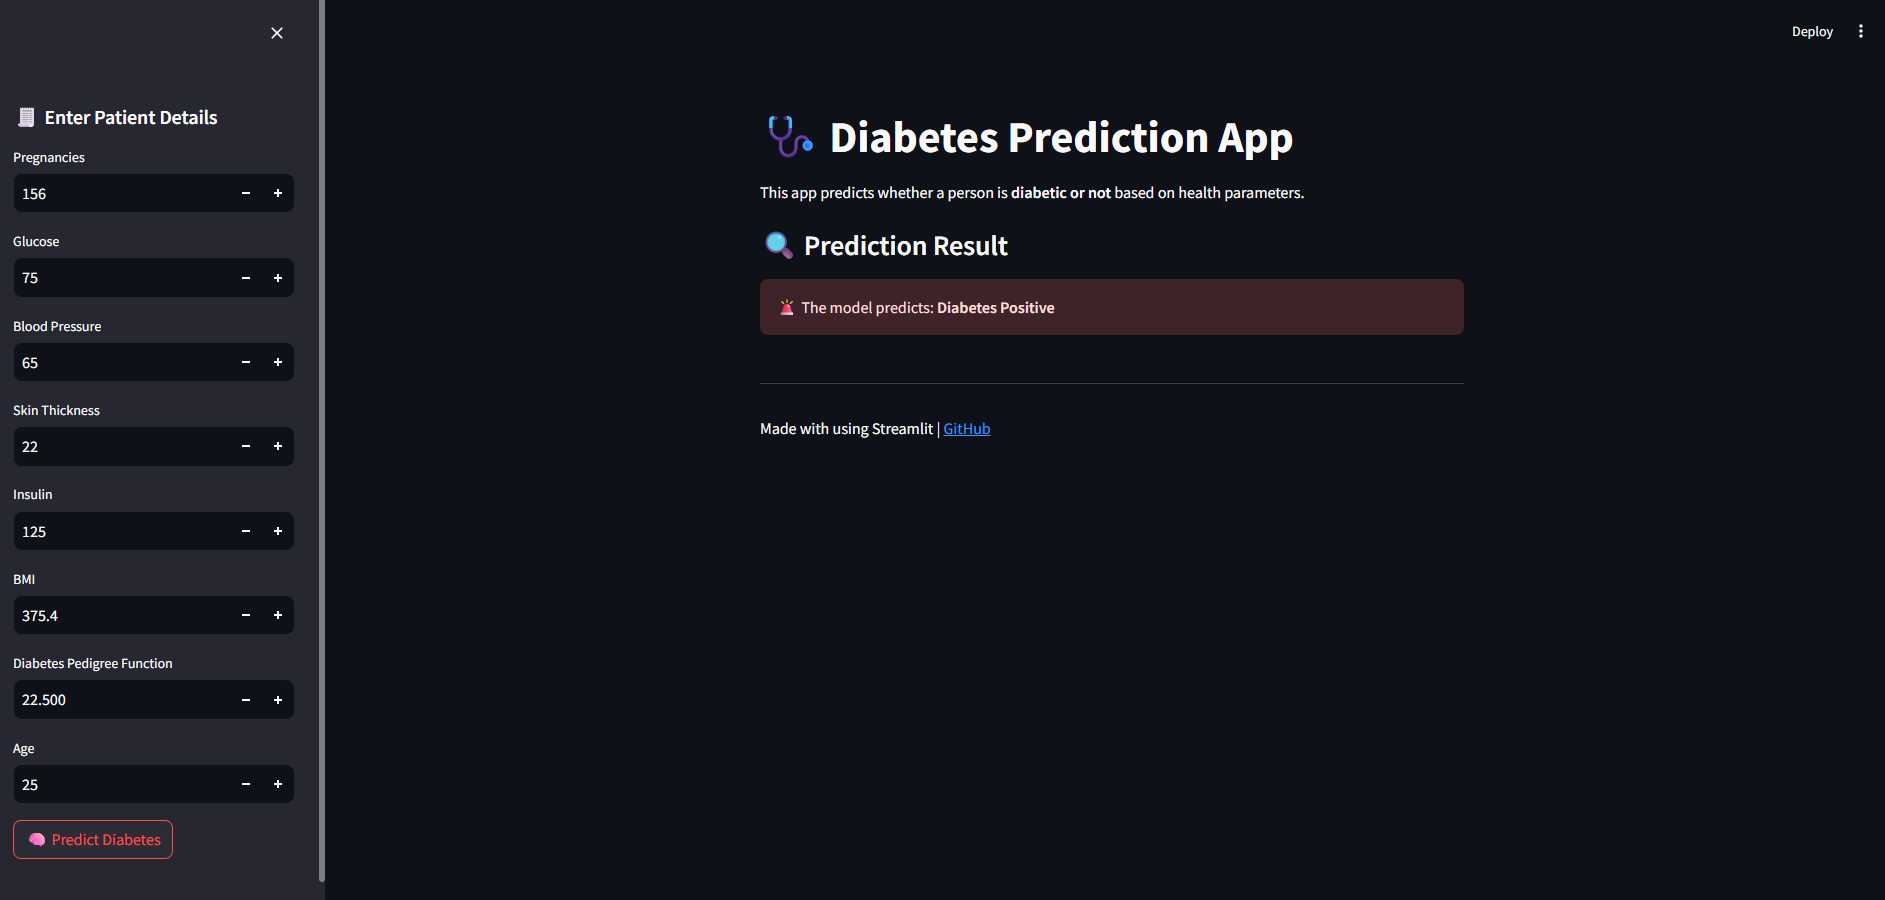 Deploy
Enter Patient Details
Pregnancies
156
Glucose
75
Blood Pressure
65
Skin Thickness
22
Insulin
125
BMI
375.4
Diabetes Pedigree Function
22.500
Age
25
Predict Diabetes
Diabetes Prediction App
This app predicts whether a person is diabetic or not based on health parameters.
Prediction Result
The model predicts: Diabetes Positive
Made with using Streamlit | GitHub